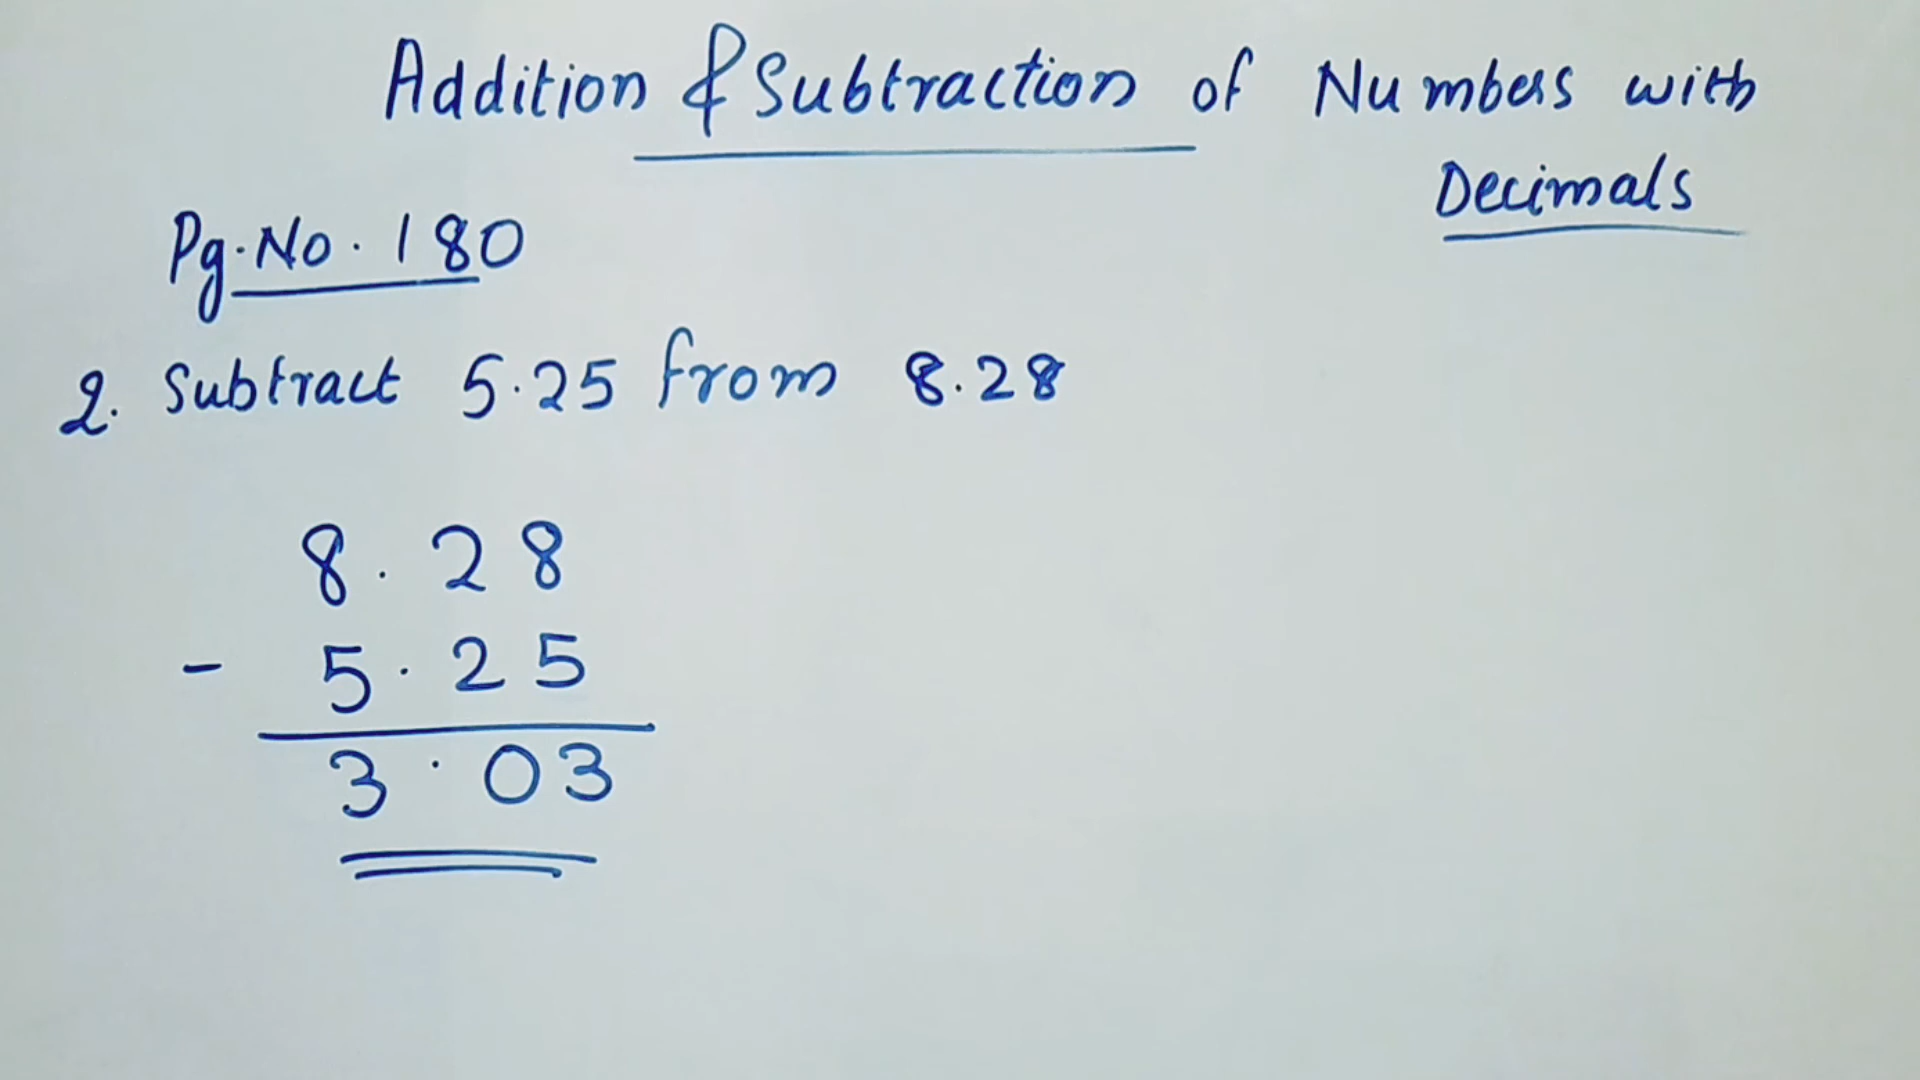 Addition & Subtraction of Numbers with
Decimals
Pg.No.180
2. Subtract 5.25 from 8.28
8.28
- 5.25
3.03